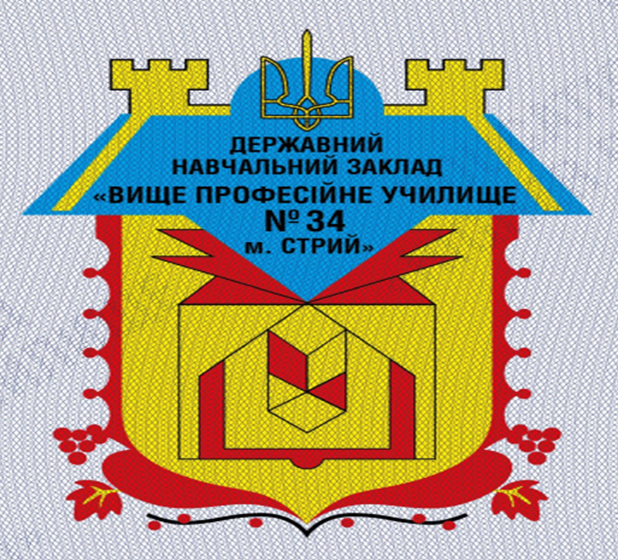 ДЕРЖАВНИЙ
НАВЧАЛЬНИЙ ЗАКЛАД
«ВИЩЕ ПРОФЕСІЙНЕ УЧИЛИЩЕ
№ 34
м. СТРИЙ»